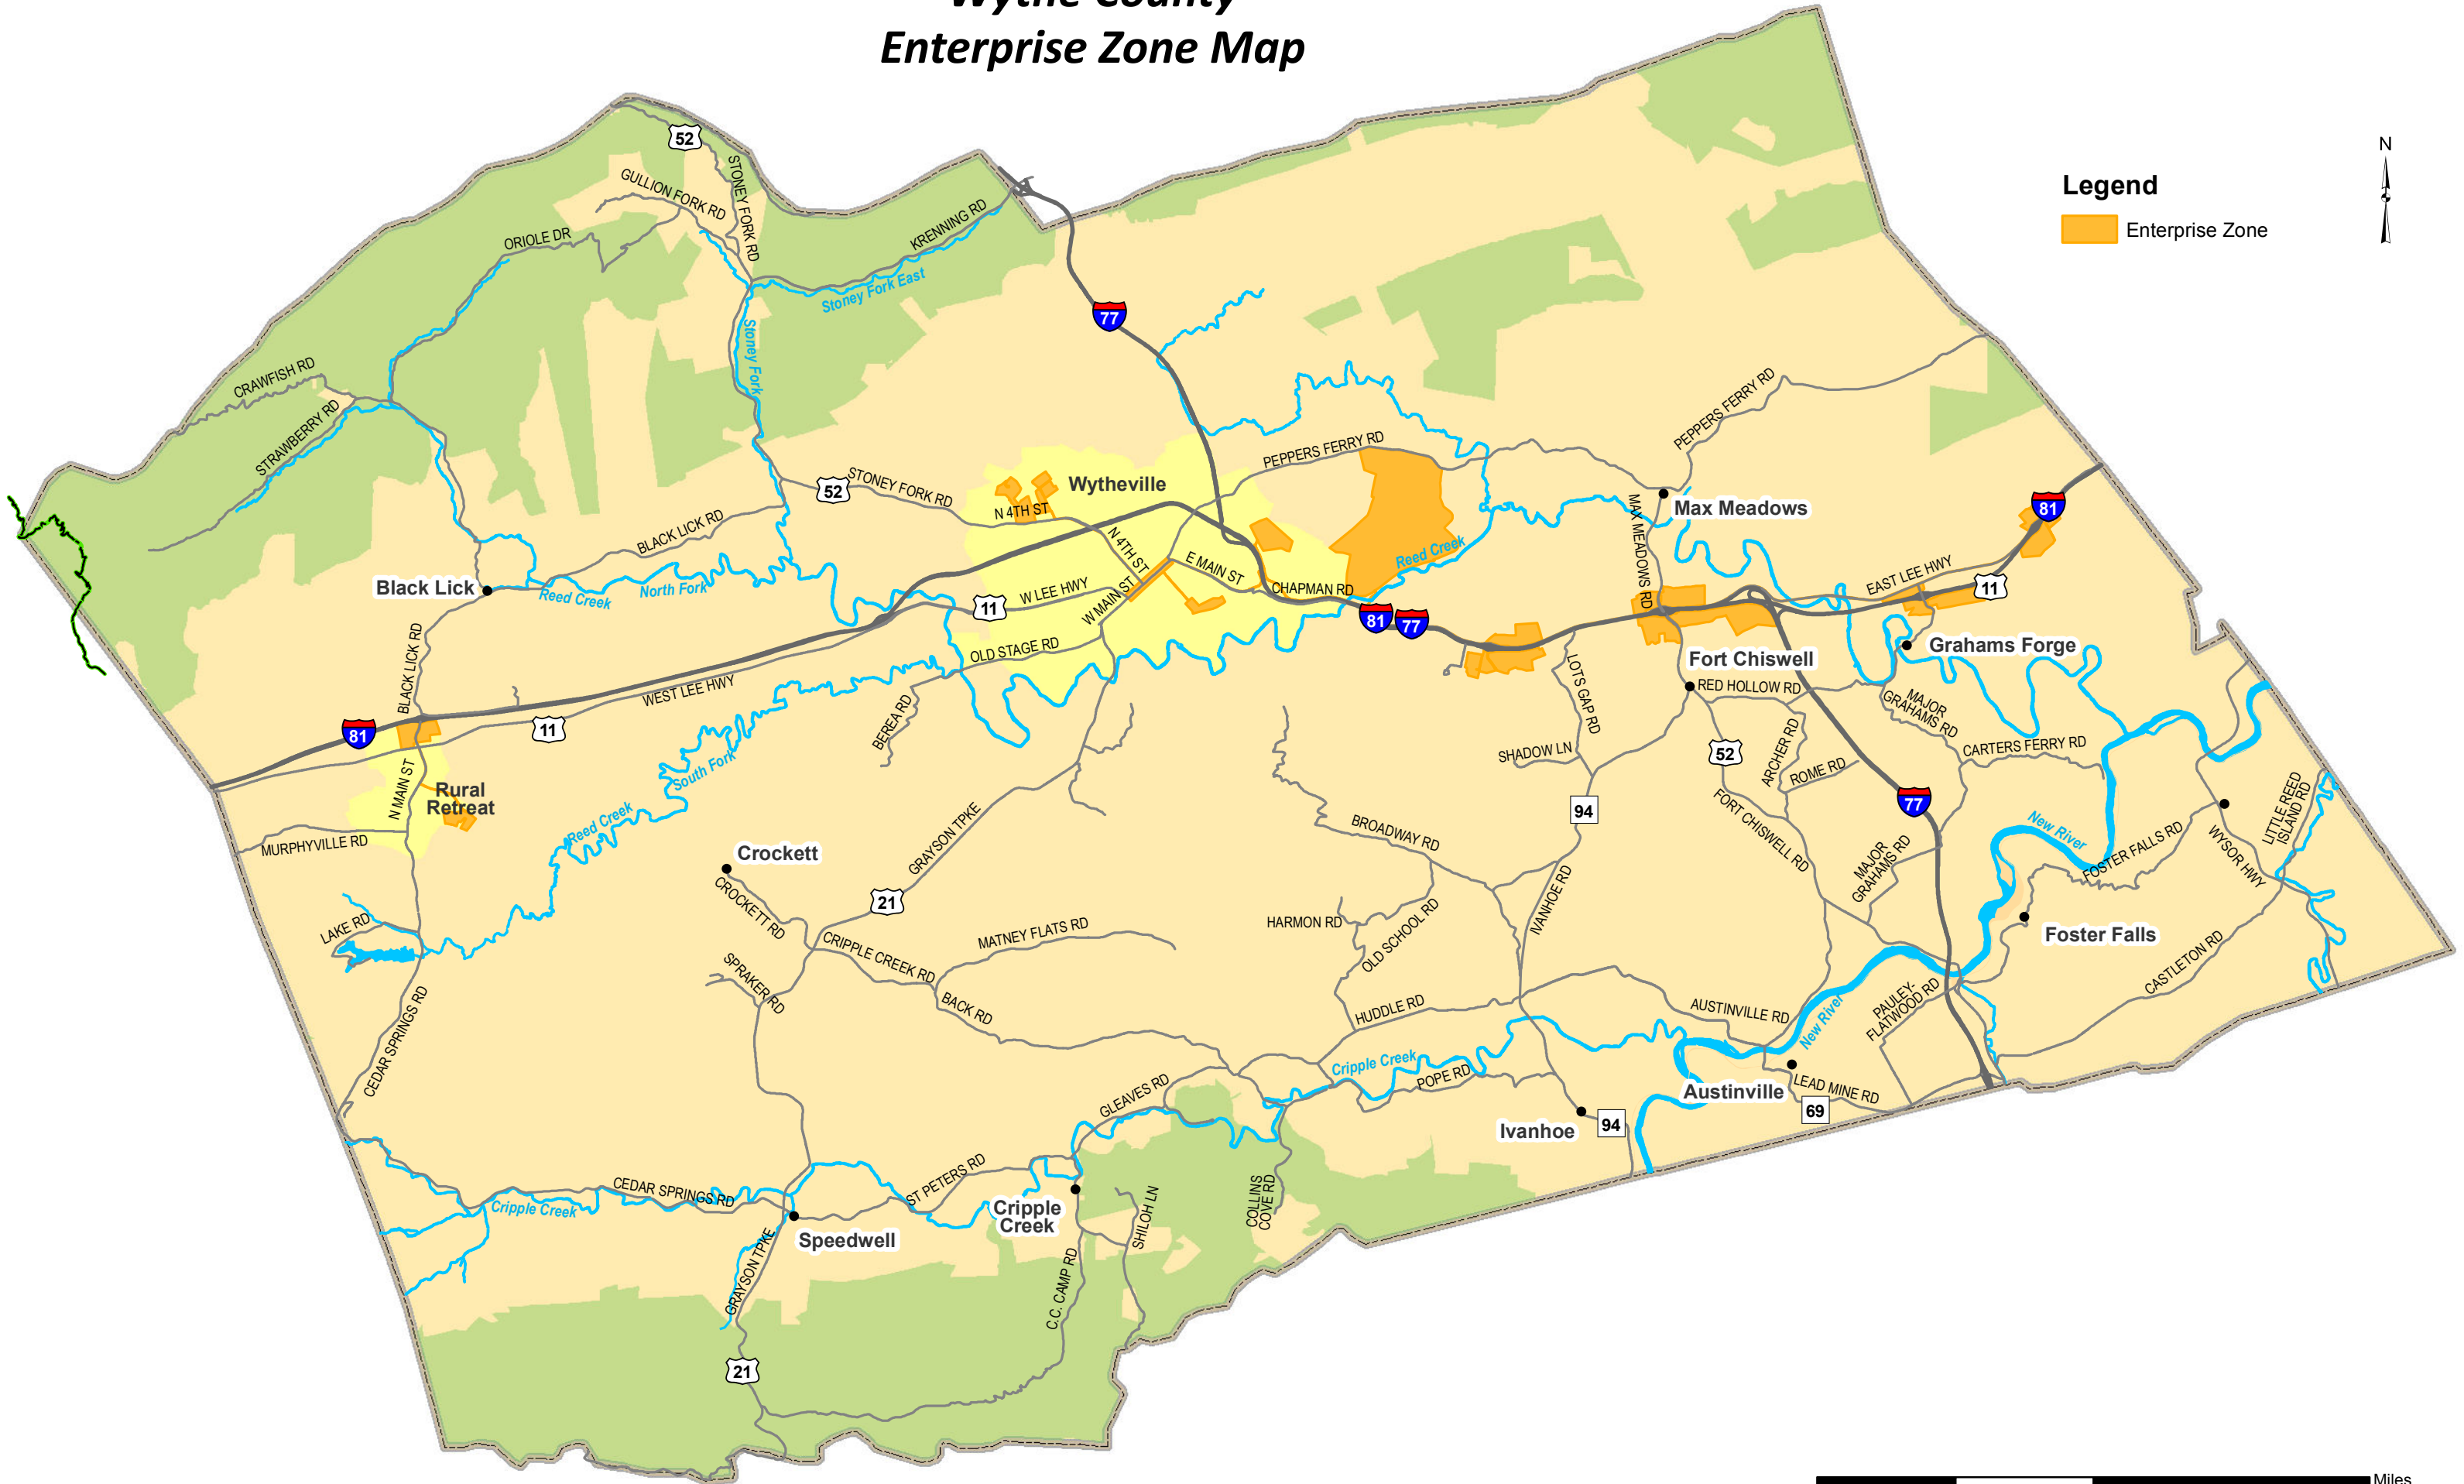 Wythe County
Enterprise Zone Map
N
Legend
Enterprise Zone
52
STONEY FORK RD
GULLION FORK RD
ORIOLE DR
KRENNING RD
Stoney Fork East
Stoney Fork
77
CRAWFISH RD
STRAWBERRY RD
PEPPERS FERRY RD
PEPPERS FERRY RD
52
STONEY FORK RD
Wytheville
N 4TH ST
N 4TH ST
BLACK LICK RD
MAX MEADOWS RD
Max Meadows
81
Reed Creek
E MAIN ST
CHAPMAN RD
EAST LEE HWY
11
Black Lick
Reed Creek
North Fork
11
W LEE HWY
W MAIN ST
81
77
OLD STAGE RD
Grahams Forge
Fort Chiswell
RED HOLLOW RD
LOTS GAP RD
BLACK LICK RD
WEST LEE HWY
BEREA RD
MAJOR
GRAHAMS RD
81
11
SHADOW LN
52
ARCHER RD
ROME RD
CARTERS FERRY RD
South Fork
N MAIN ST
Rural
Retreat
94
FORT CHISWELL RD
77
LITTLE REED
ISLAND RD
Reed Creek
MURPHYVILLE RD
GRAYSON TPKE
BROADWAY RD
New River
FOSTER FALLS RD
WYSOR HWY
Crockett
CROCKETT RD
21
MAJOR
GRAHAMS RD
IVANHOE RD
LAKE RD
HARMON RD
OLD SCHOOL RD
MATNEY FLATS RD
CRIPPLE CREEK RD
Foster Falls
SPRAKER RD
CASTLETON RD
BACK RD
HUDDLE RD
AUSTINVILLE RD
PAULEY-
FLATWOOD RD
New River
CEDAR SPRINGS RD
Cripple Creek
POPE RD
GLEAVES RD
Austinville
LEAD MINE RD
69
Ivanhoe
94
ST PETERS RD
CEDAR SPRINGS RD
Cripple Creek
Cripple
Creek
SHILOH LN
COLLINS
COVE RD
Speedwell
GRAYSON TPKE
C.C. CAMP RD
21
Miles